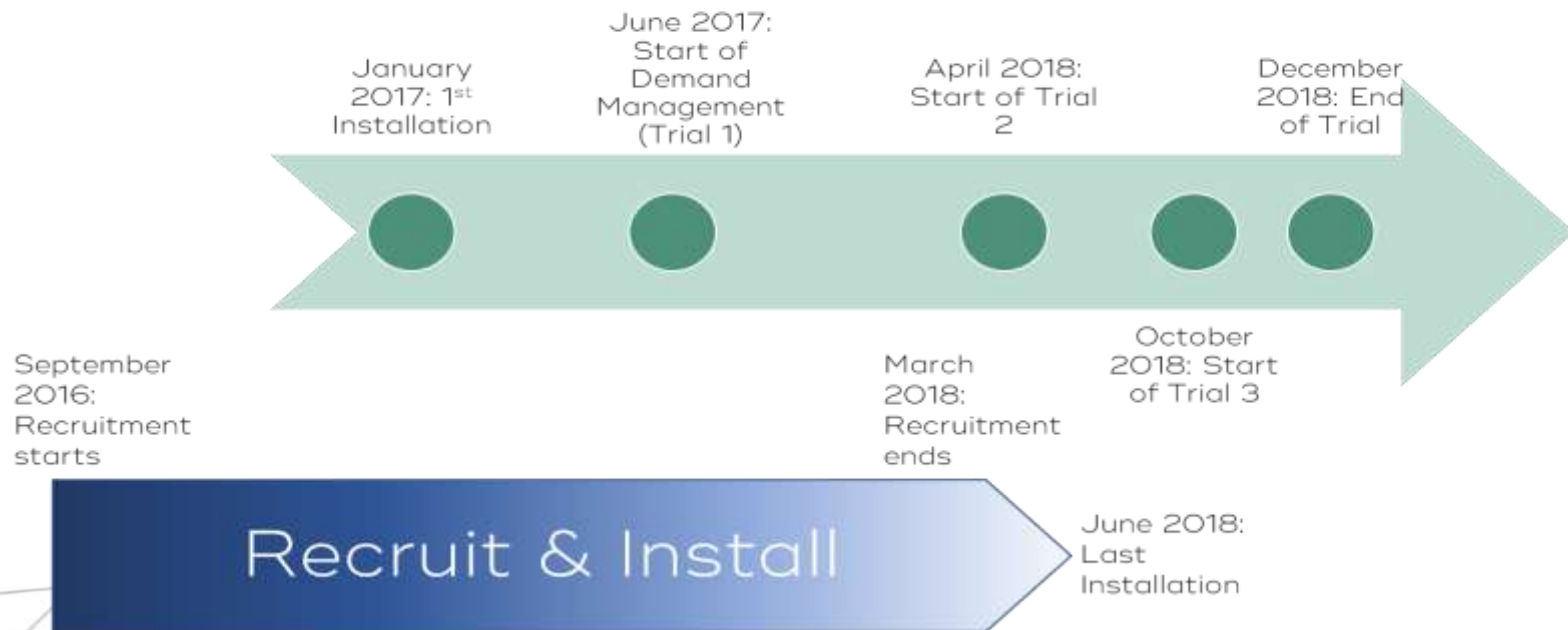 January
2017: 1st
Installation
June 2017:
Start of
Demand
Management
(Trial 1)
April 2018:
Start of Trial
2
December
2018: End
of Trial
October
2018: Start
of Trial 3
September
2016:
Recruitment
starts
March
2018:
Recruitment
ends
Recruit & Install
June 2018:
Last
Installation